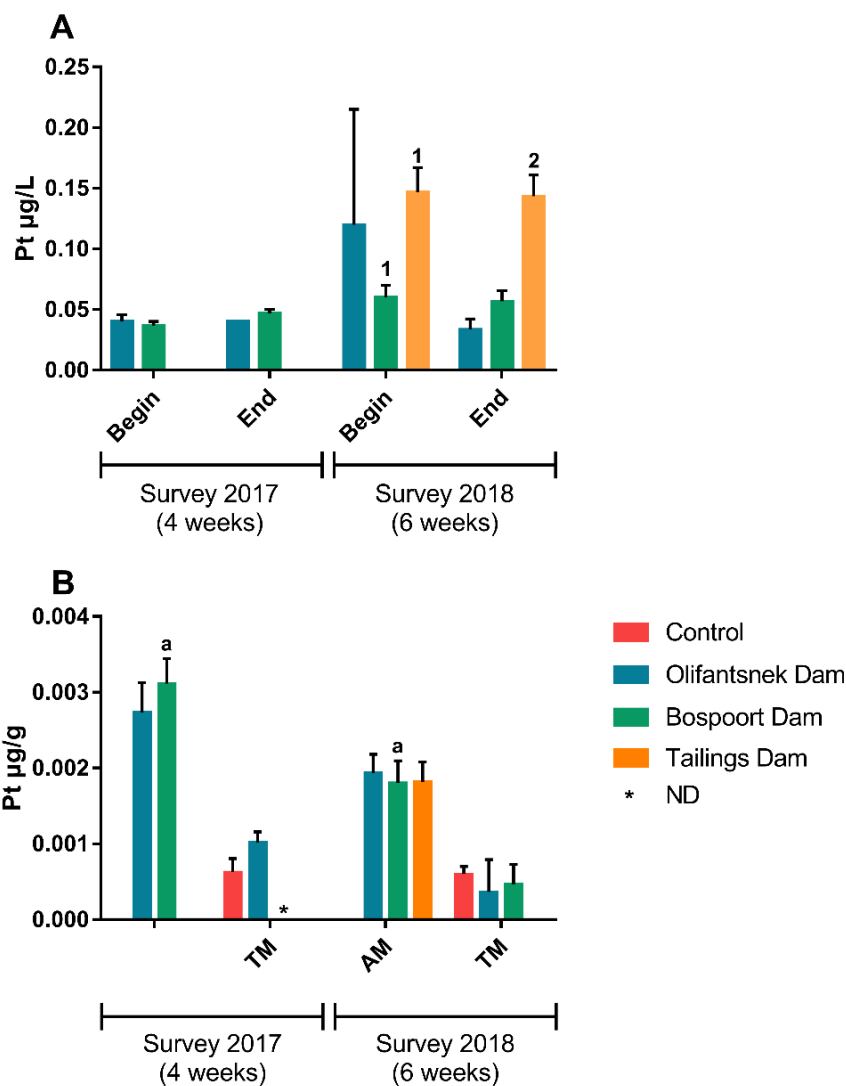 A
0.25
0.20
0.15
0.10
0.05
0.00
Pt µg/L
1
1
2
Begin
End
Begin
End
Survey 2017
(4 weeks)
Survey 2018
(6 weeks)
B
0.004
0.003
0.002
0.001
0.000
Pt µg/g
a
*
a
TM
AM
TM
Survey 2017
(4 weeks)
Survey 2018
(6 weeks)
Control
Olifantsnek Dam
Bospoort Dam
Tailings Dam
* ND